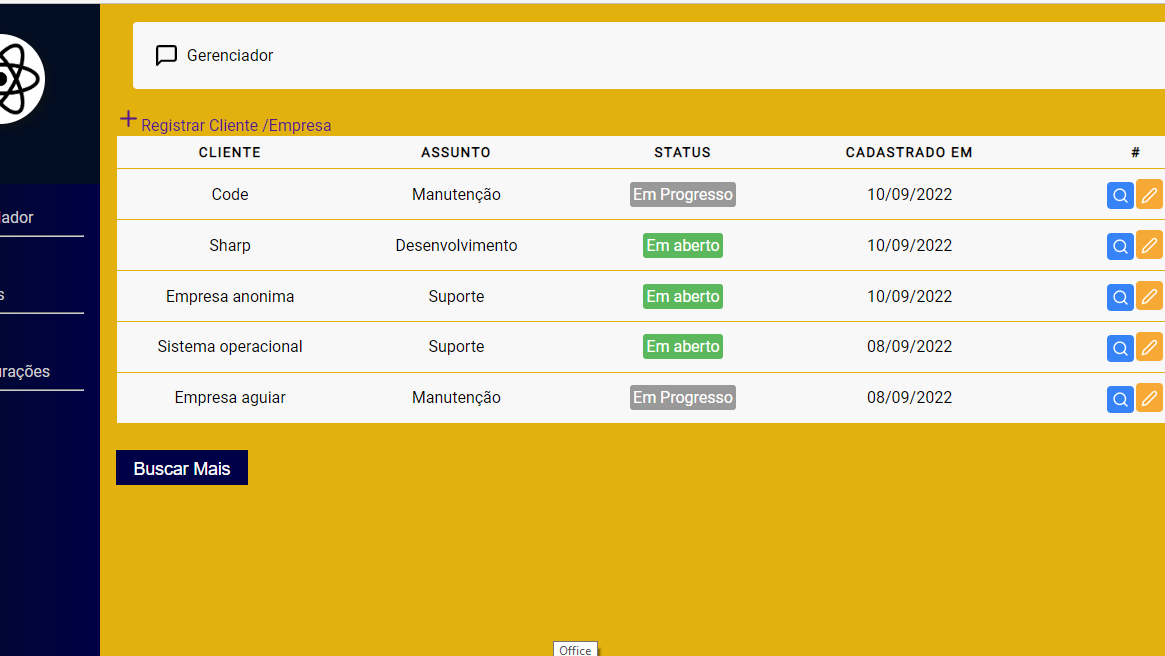 Gerenciador
Registrar Cliente /Empresa
CLIENTE ASSUNTO STATUS CADASTRADO EM #
Code Manutenção Em Progresso 10/09/2022
Sharp Desenvolvimento Em aberto 10/09/2022
Empresa anonima Suporte Em aberto 10/09/2022
Sistema operacional Suporte Em aberto 08/09/2022
Empresa aguiar Manutenção Em Progresso 08/09/2022
Buscar Mais
Office